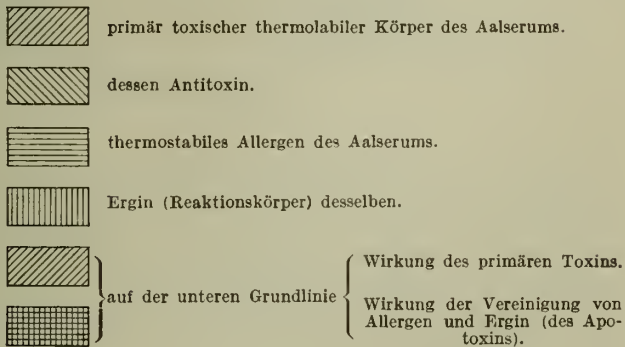 primär toxischer thermolabiler Körper des Aalserums.
dessen Antitoxin.
thermostabiles Allergen des Aalserums.
Ergin (Reaktionskörper) desselben.
auf der unteren Grundlinie
Wirkung des primären Toxins.
Wirkung der Vereinigung von
Allergen und Ergin (des Apo-
toxins).